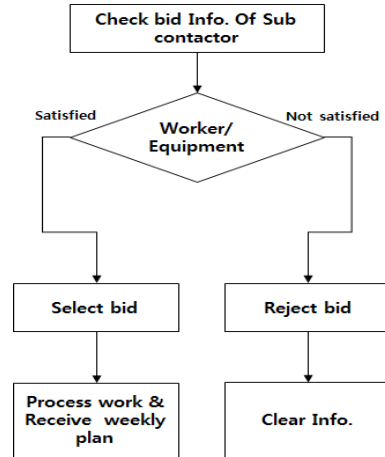 Check bid Info. Of Sub
contactor
Satisfied
Not satisfied
Worker/
Equipment
Select bid
Reject bid
Process work &
Receive weekly
plan
Clear Info.